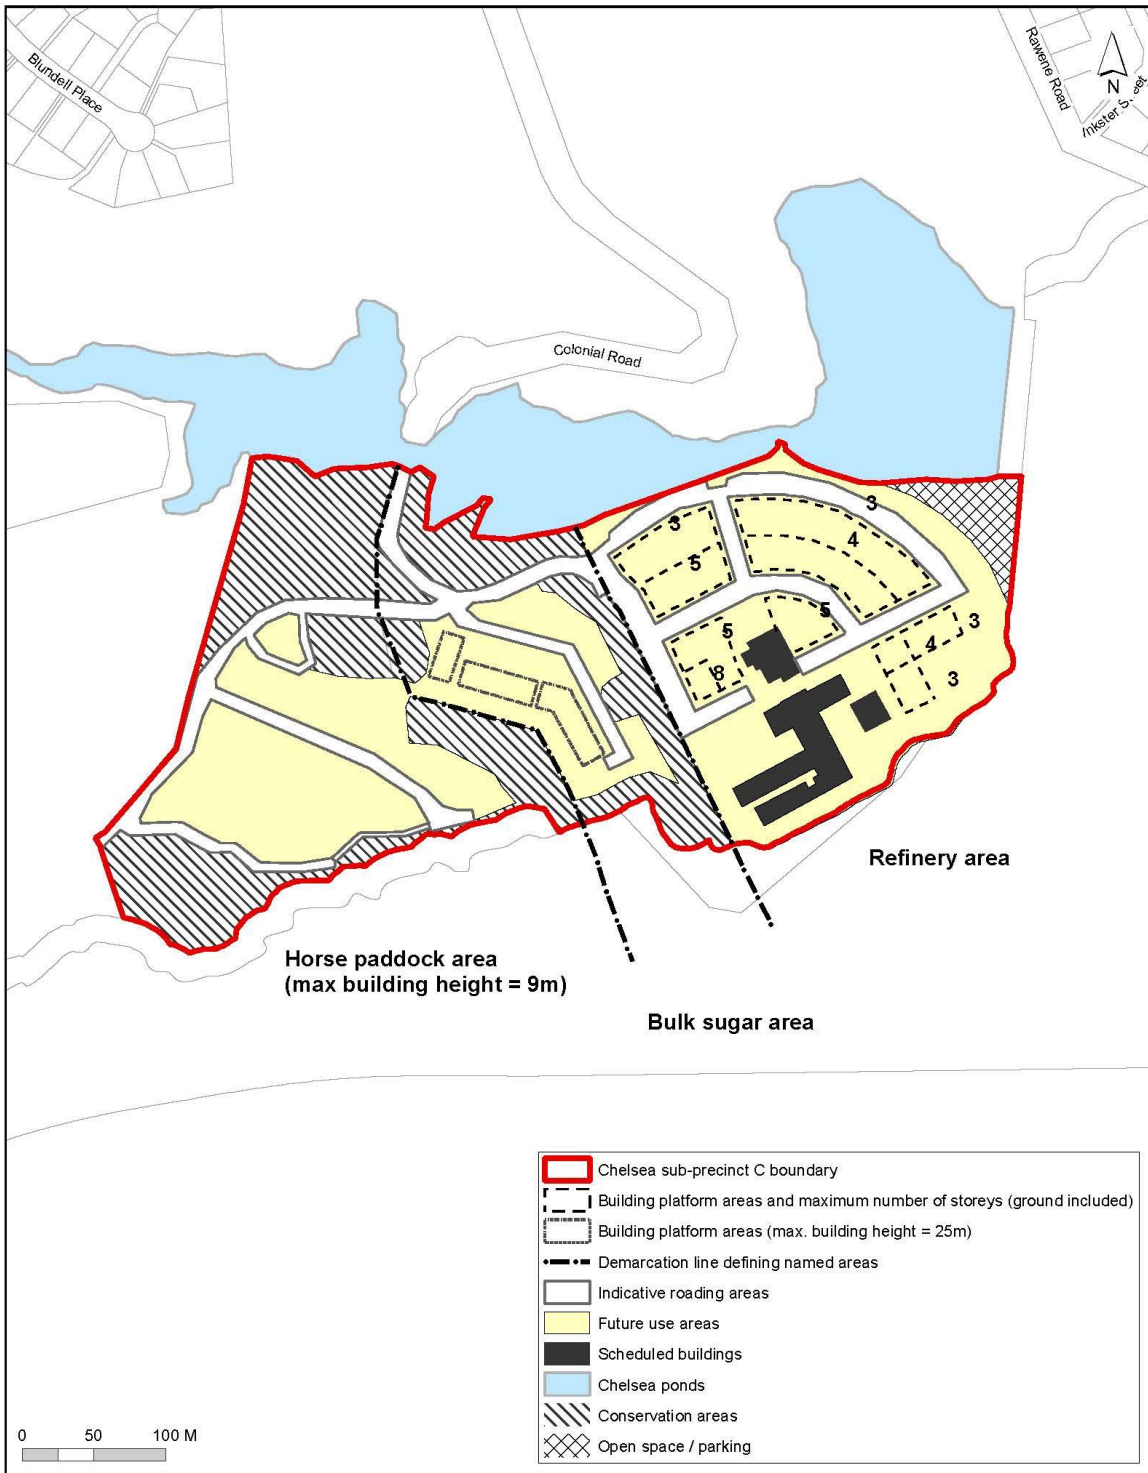 Blundell Place
Rawene Road
N
Colonial Road
3
3
4
5
5
5
3
4
8
3
Refinery area
Horse paddock area
(max building height = 9m)
Bulk sugar area
Chelsea sub-precinct C boundary
Building platform areas and maximum number of storeys (ground included)
Building platform areas (max. building height = 25m)
Demarcation line defining named areas
Indicative roading areas
Future use areas
Scheduled buildings
Chelsea ponds
Conservation areas
Open space / parking
0 50 100 M